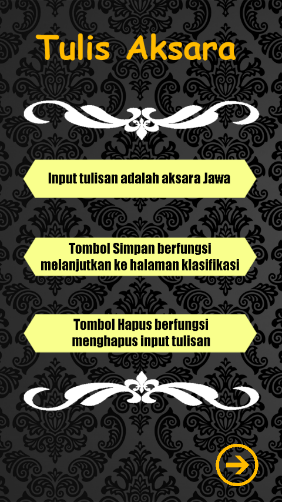 Tulis Aksara
Input tulisan adalah aksara Jawa
Tombol Simpan berfungsi
melanjutkan ke halaman klasifikasi
Tombol Hapus berfungsi
menghapus input tulisan